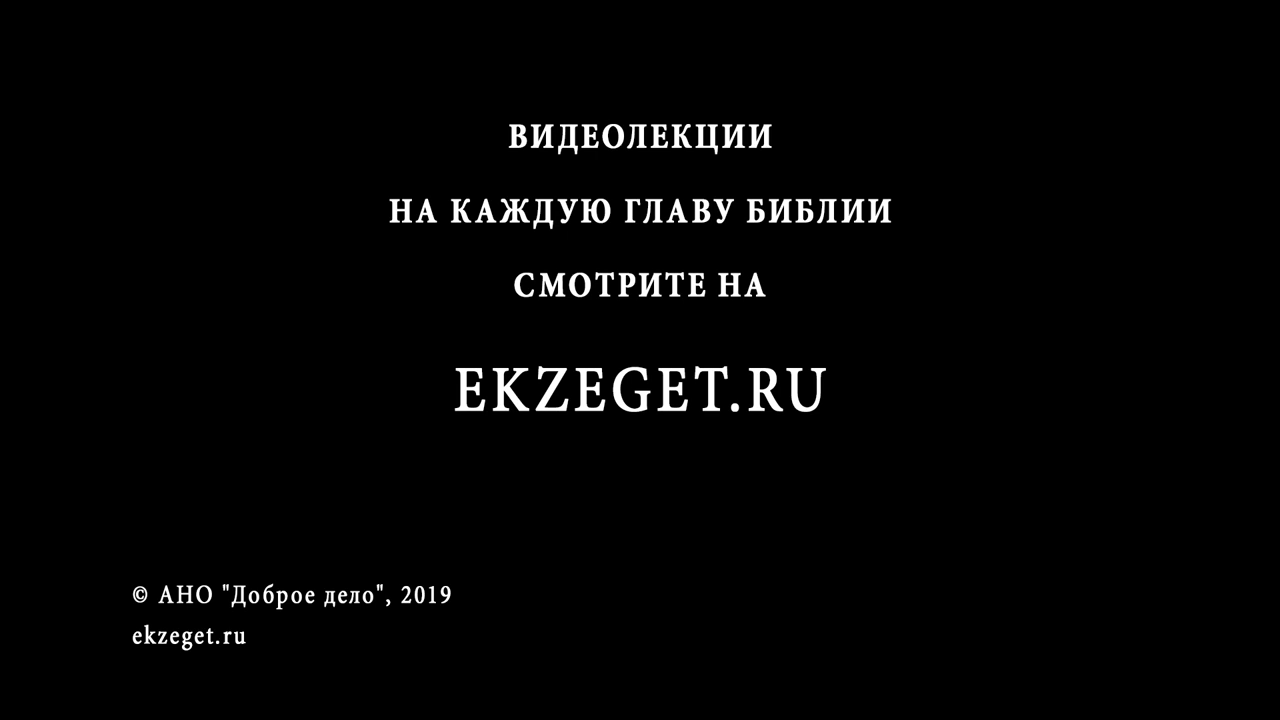 ВИДЕОЛЕКЦИИ
НА КАЖДУЮ ГЛАВУ БИБЛИИ
СМОТРИТЕ НА
EKZEGET.RU
© АНО "Доброе дело", 2019
ekzeget.ru